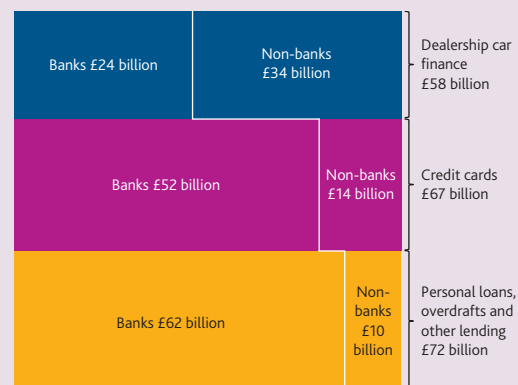 Banks £24 billion
Non-banks
£34 billion
Dealership car
finance
£58 billion
Banks £52 billion
Non-banks
£14 billion
Credit cards
£67 billion
Banks £62 billion
Non-
banks
£10
billion
Personal loans,
overdrafts and
other lending
£72 billion